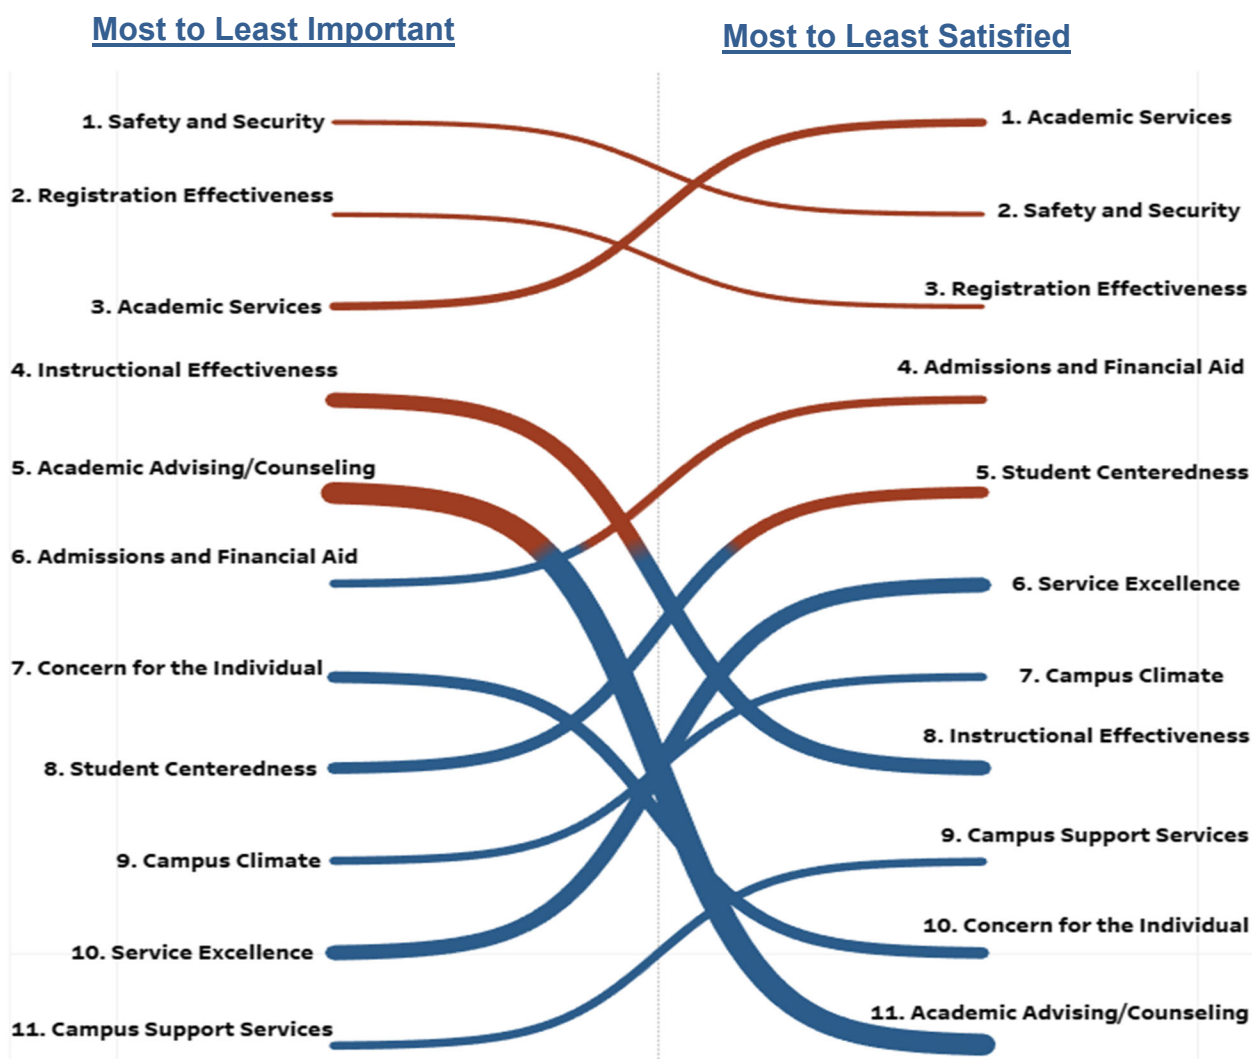 Most to Least Important
Most to Least Satisfied
1. Safety and Security
2. Registration Effectiveness
3. Academic Services
4. Instructional Effectiveness
5. Academic Advising/Counseling
6. Admissions and Financial Aid
7. Concern for the Individual
8. Student Centeredness
9. Campus Climate
10. Service Excellence
11. Campus Support Services
1. Academic Services
2. Safety and Security
3. Registration Effectiveness
4. Admissions and Financial Aid
5. Student Centeredness
6. Service Excellence
7. Campus Climate
8. Instructional Effectiveness
9. Campus Support Services
10. Concern for the Individual
11. Academic Advising/Counseling